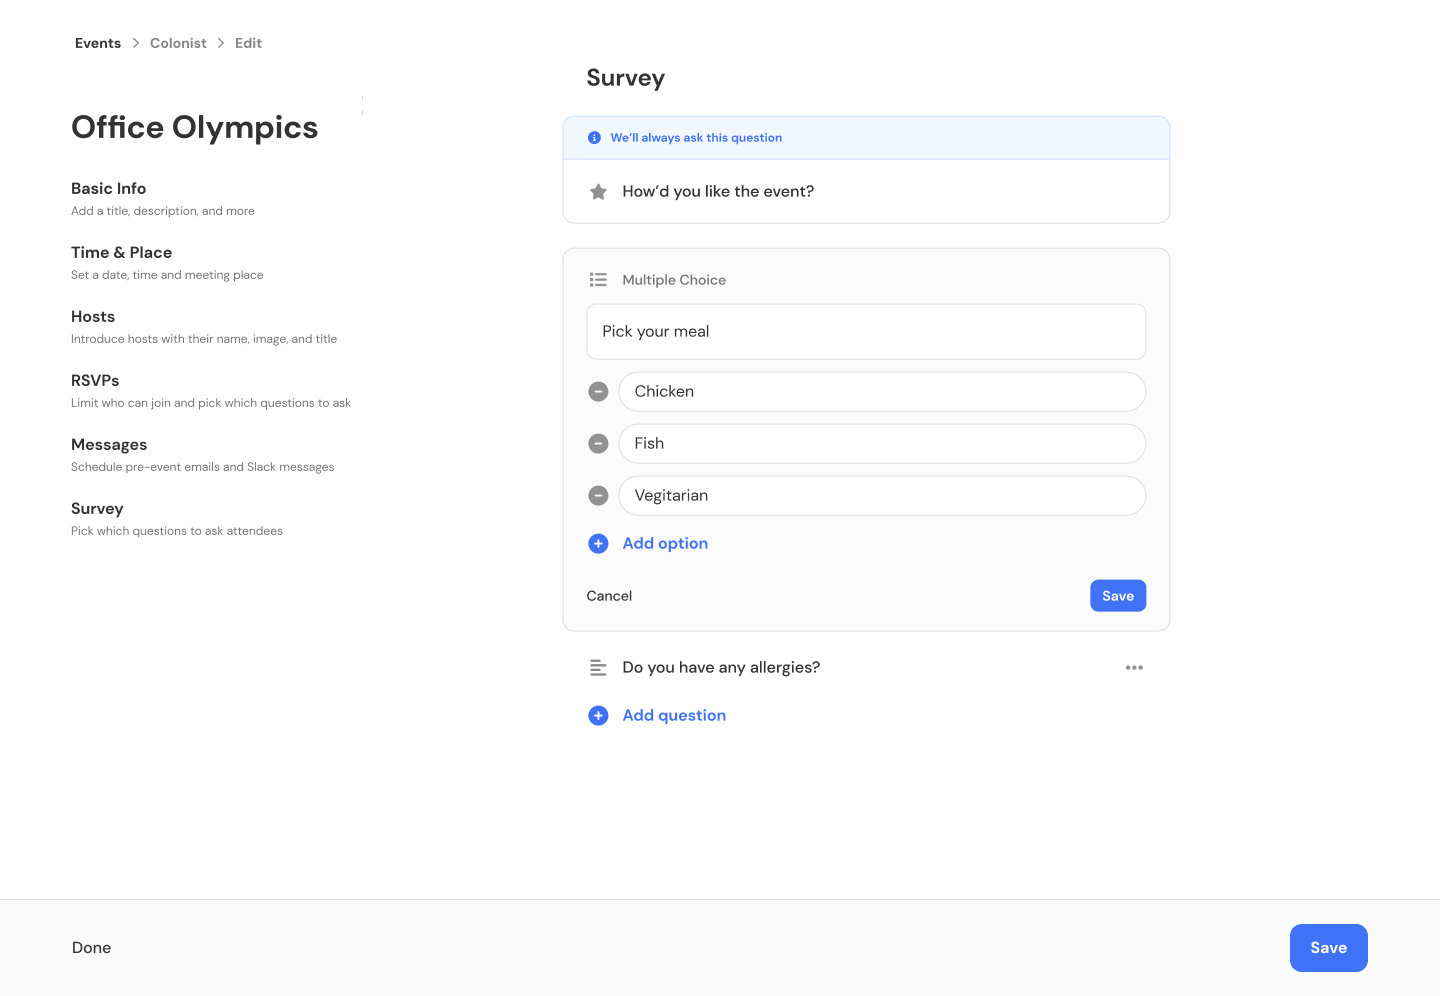 Events
Colonist
Edit
Office Olympics
Basic Info
Add a title, description, and more
Time & Place
Set a date, time and meeting place
Hosts
Introduce hosts with their name, image, and title
RSVPs
Limit who can join and pick which questions to ask
Messages
Schedule pre-event emails and Slack messages
Survey
Pick which questions to ask attendees
Survey
We’ll always ask this question
How’d you like the event?
Multiple Choice
Pick your meal
Chicken
Fish
Vegitarian
Add option
Cancel
Save
Do you have any allergies?
Add question
Done
Save